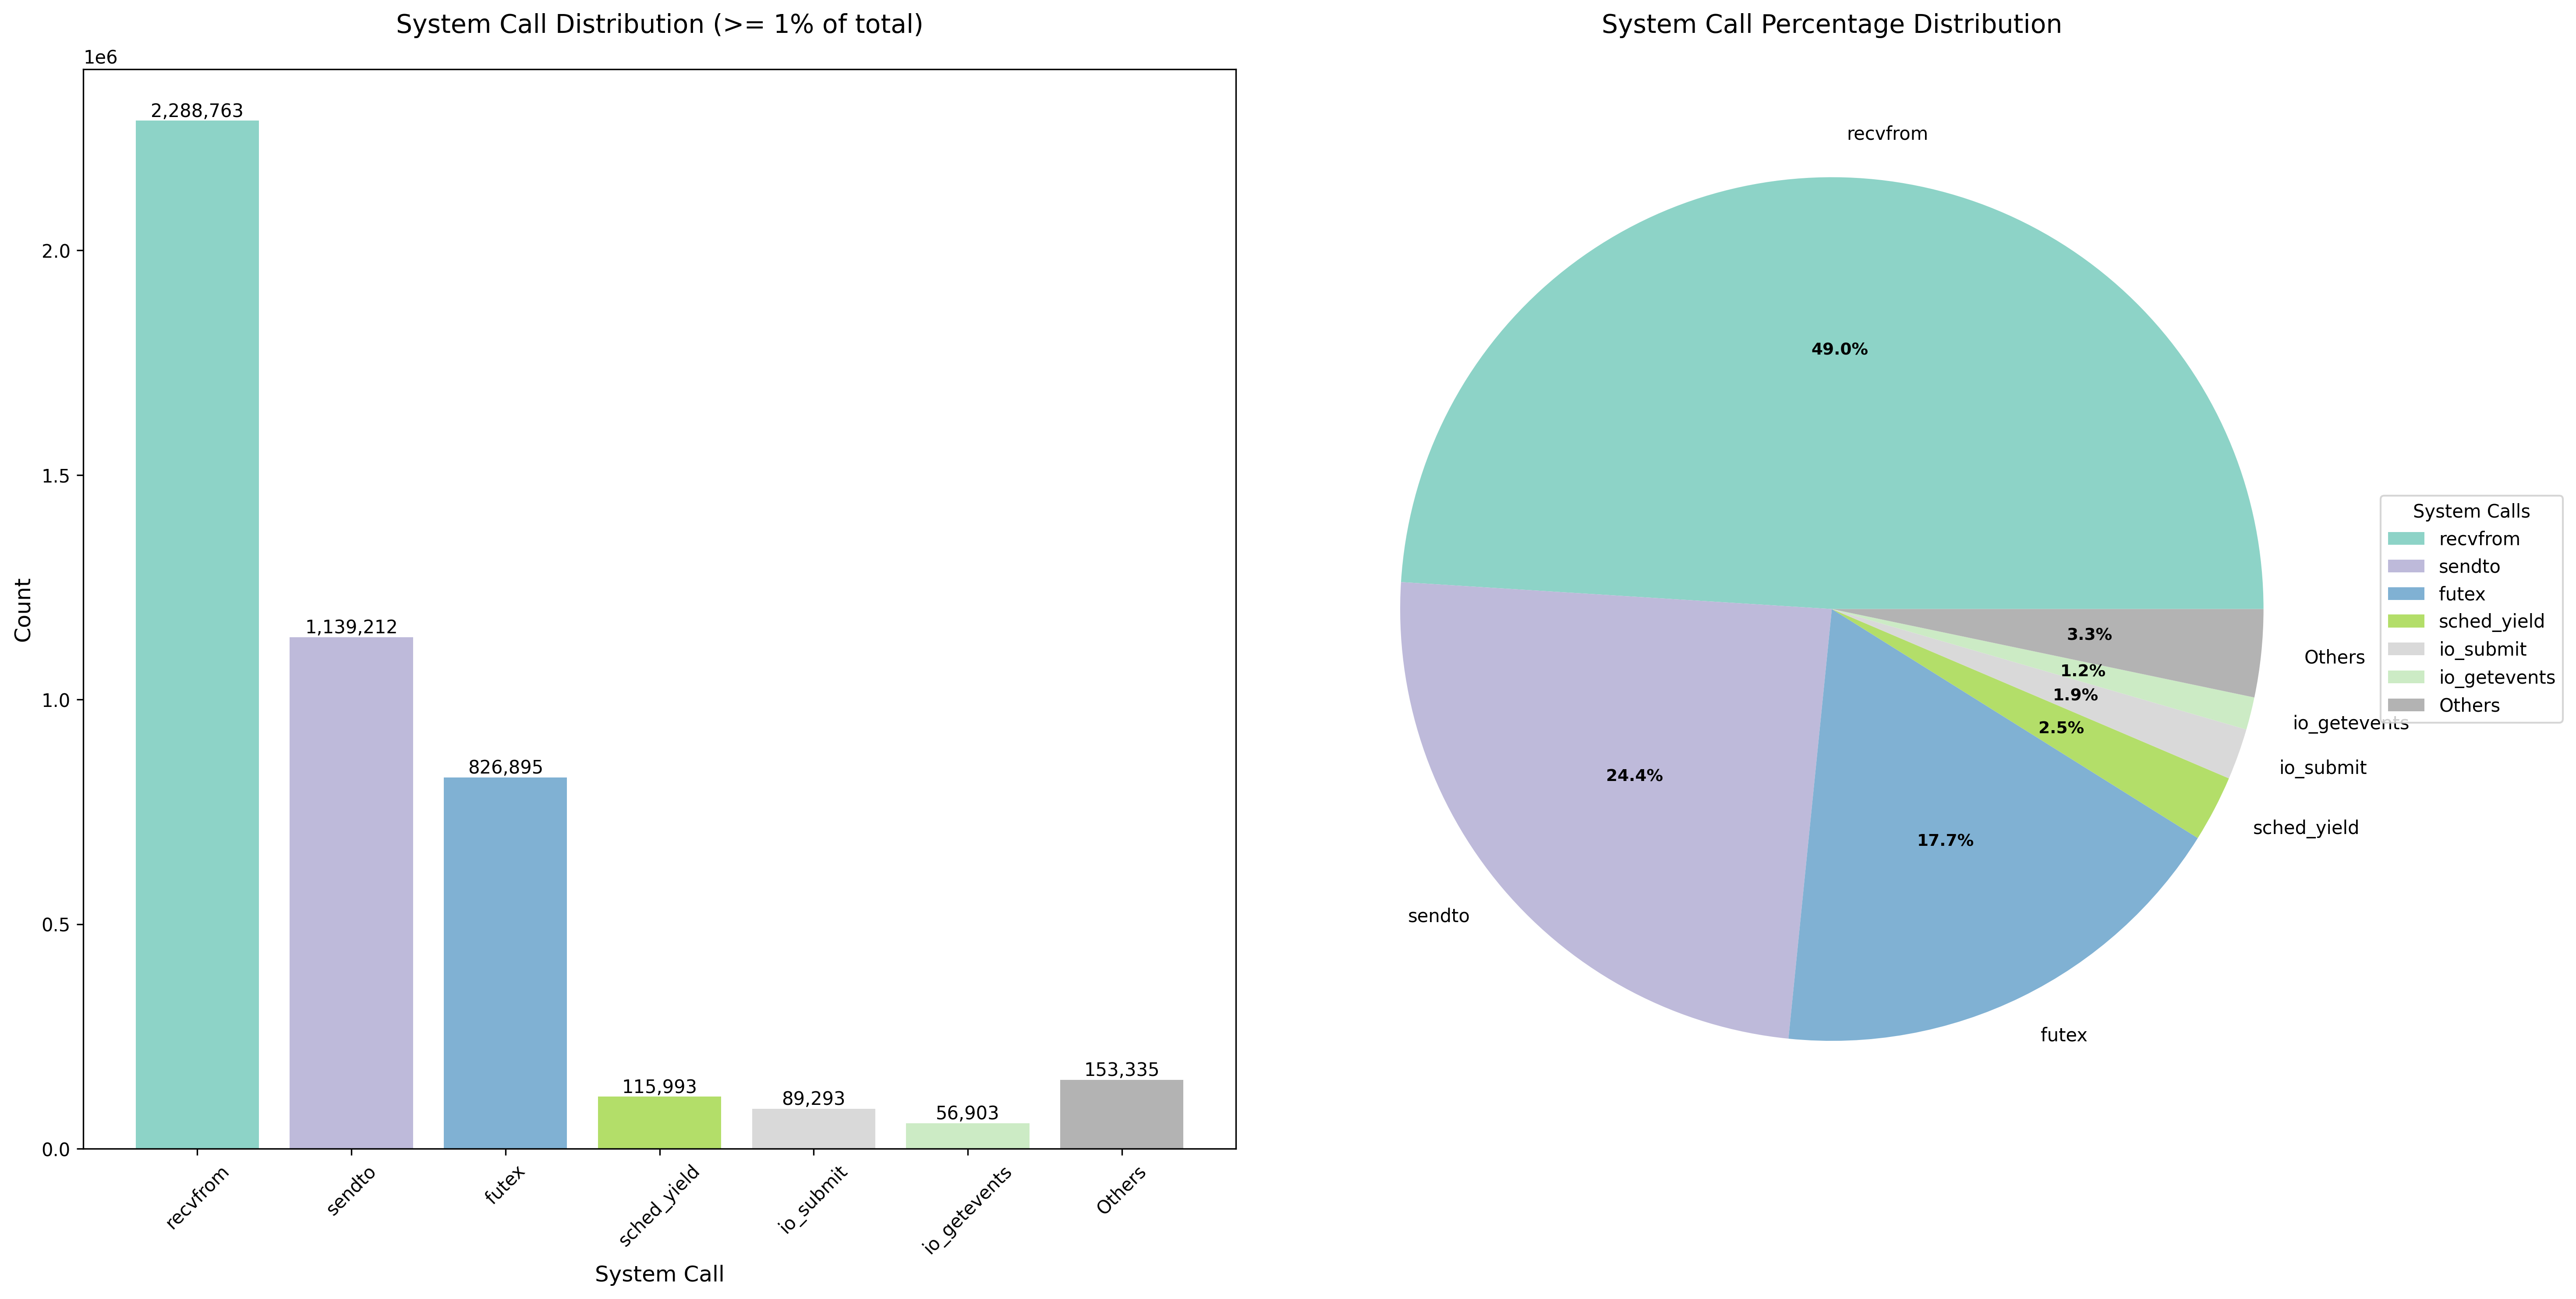 System Call Distribution (>= 1% of total)
1e6
2,288,763
2.0
1.5
1,139,212
1.0
826,895
0.5
115,993
89,293
56,903
153,335
0.0
Count
recvfrom
sendto
futex
sched_yield
io_submit
io_getevents
Others
System Call
System Call Percentage Distribution
recvfrom
49.0%
sendto
24.4%
futex
17.7%
sched_yield
2.5%
io_submit
1.9%
io_getevents
1.2%
Others
3.3%
System Calls
recvfrom
sendto
futex
sched_yield
io_submit
io_getevents
Others